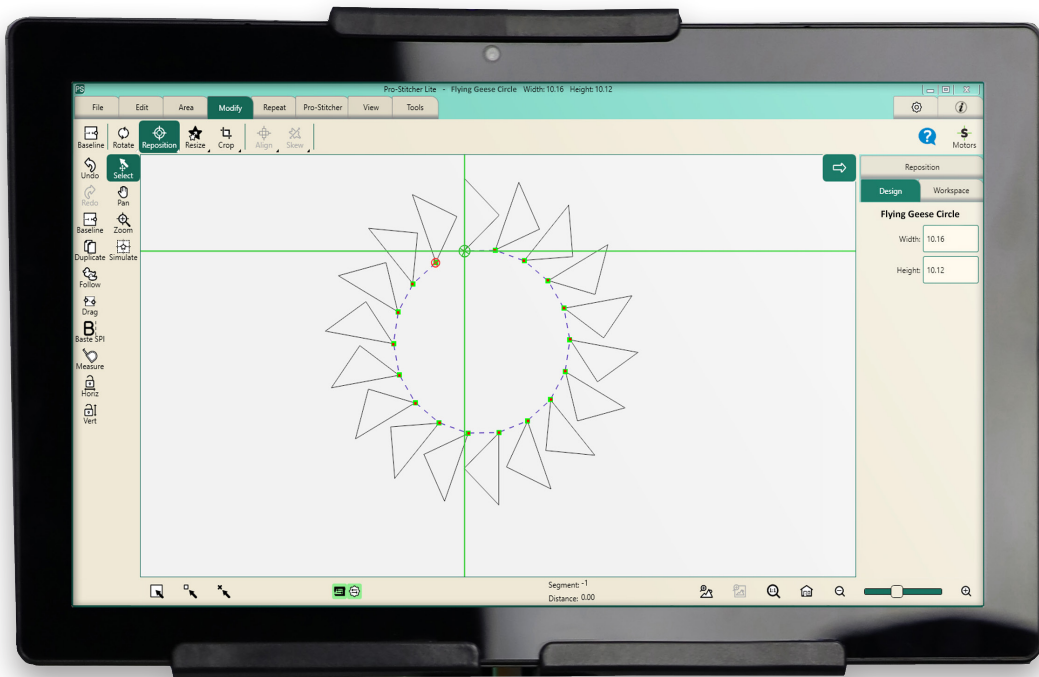 PS
Pro-Stitcher Lite - Flying Geese Circle Width: 10.16 Height: 10.12
File Edit Area Modify Repeat Pro-Stitcher View Tools
Baseline Rotate Reposition Resize Crop Align Skew
$
Motors
Undo Select
Redo Pan
Baseline Zoom
Duplicate Simulate
Follow
Drag
B
Baste SPI
Measure
Horiz
Vert
Reposition
Design Workspace
Flying Geese Circle
Width: 10.16
Height: 10.12
Segment: -1
Distance: 0.00
1:1